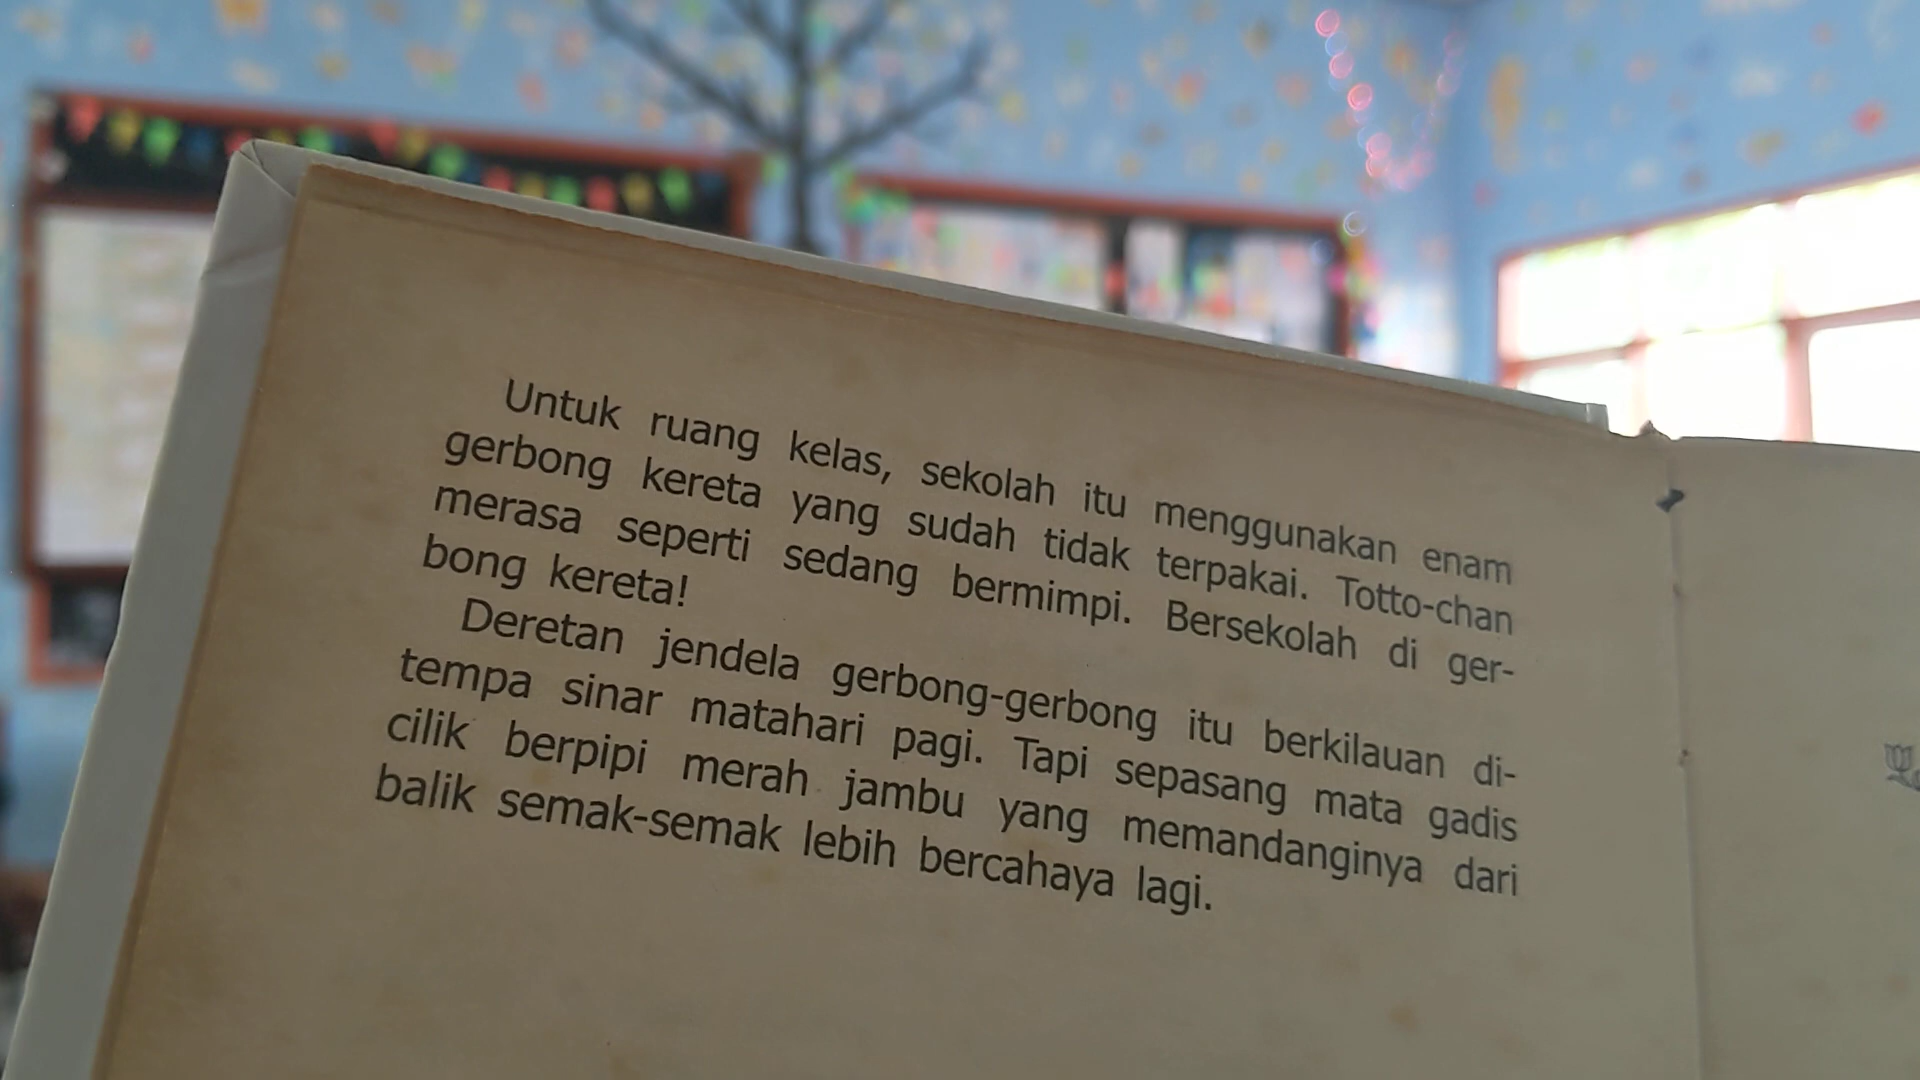 Untuk ruang kelas, sekolah itu menggunakan enam
gerbong kereta yang sudah tidak terpakai. Totto-chan
merasa seperti sedang bermimpi. Bersekolah di ger-
bong kereta!
Deretan jendela gerbong-gerbong itu berkilauan di-
tempa sinar matahari pagi. Tapi sepasang mata gadis
cilik berpipi merah jambu yang memandanginya dari
balik semak-semak lebih bercahaya lagi.